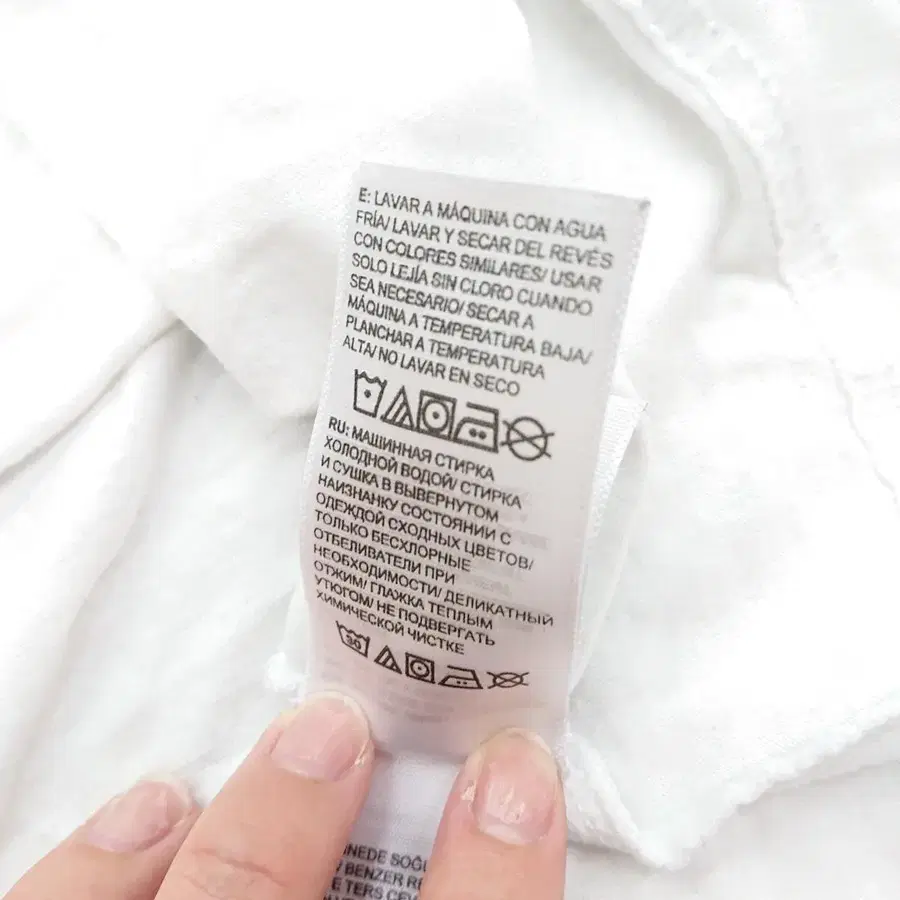 E: LAVAR A MÁQUINA CON AGUA
FRÍA/ LAVAR Y SECAR DEL REVÉS
CON COLORES SIMILARES/ USAR
SOLO LEJÍA SIN CLORO CUANDO
SEA NECESARIO/ SECAR A
MÁQUINA A TEMPERATURA BAJA/
PLANCHAR A TEMPERATURA
ALTA/ NO LAVAR EN SECO
RU: МАШИННАЯ СТИРКА
ХОЛОДНОЙ ВОДОЙ/ СТИРКА
И СУШКА В ВЫВЕРНУТОМ
НАИЗНАНКУ СОСТОЯНИИ С
ОДЕЖДОЙ СХОДНЫХ ЦВЕТОВ/
ТОЛЬКО БЕСХЛОРНЫЕ
ОТБЕЛИВАТЕЛИ ПРИ
НЕОБХОДИМОСТИ/ ДЕЛИКАТНЫЙ
ОТЖИМ/ ГЛАЖКА ТЕПЛЫМ
УТЮГОМ/ НЕ ПОДВЕРГАТЬ
ХИМИЧЕСКОЙ ЧИСТКЕ
30
BENZER
TERS